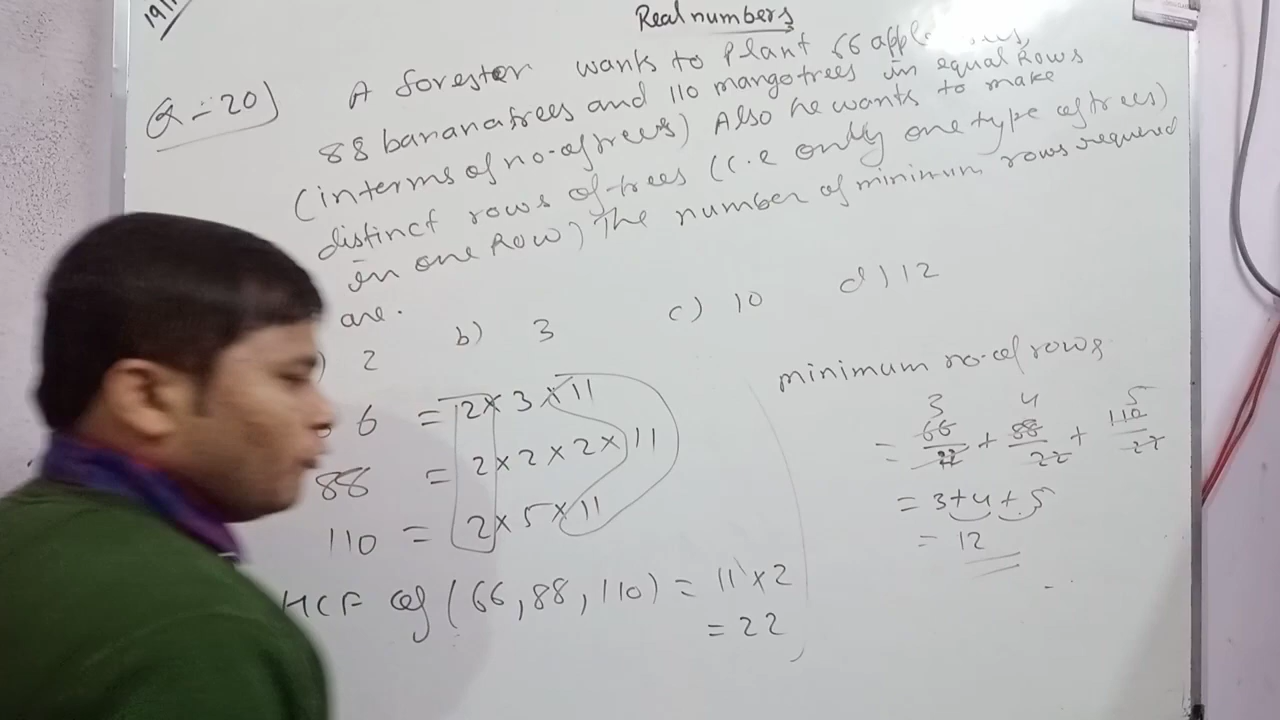 191
Real numbers
Q-20) A forester wants to plant 66
88 banana trees and 110 mango trees in equal Rows
(in terms of no-of trees) Also he wants to make
distinct rows of trees (i.e only one type of trees)
in one Row) The number of minimum rows required
are.
) 2 b) 3 c) 10 d) 12
6 = 2×3×11
88 = 2×2×2×11
110 = 2×5×11
HCF of (66,88,110) = 11×2
= 22
minimum no-of rows
3 4 5
= 66/22 + 88/22 + 110/22
= 3+4+5
= 12